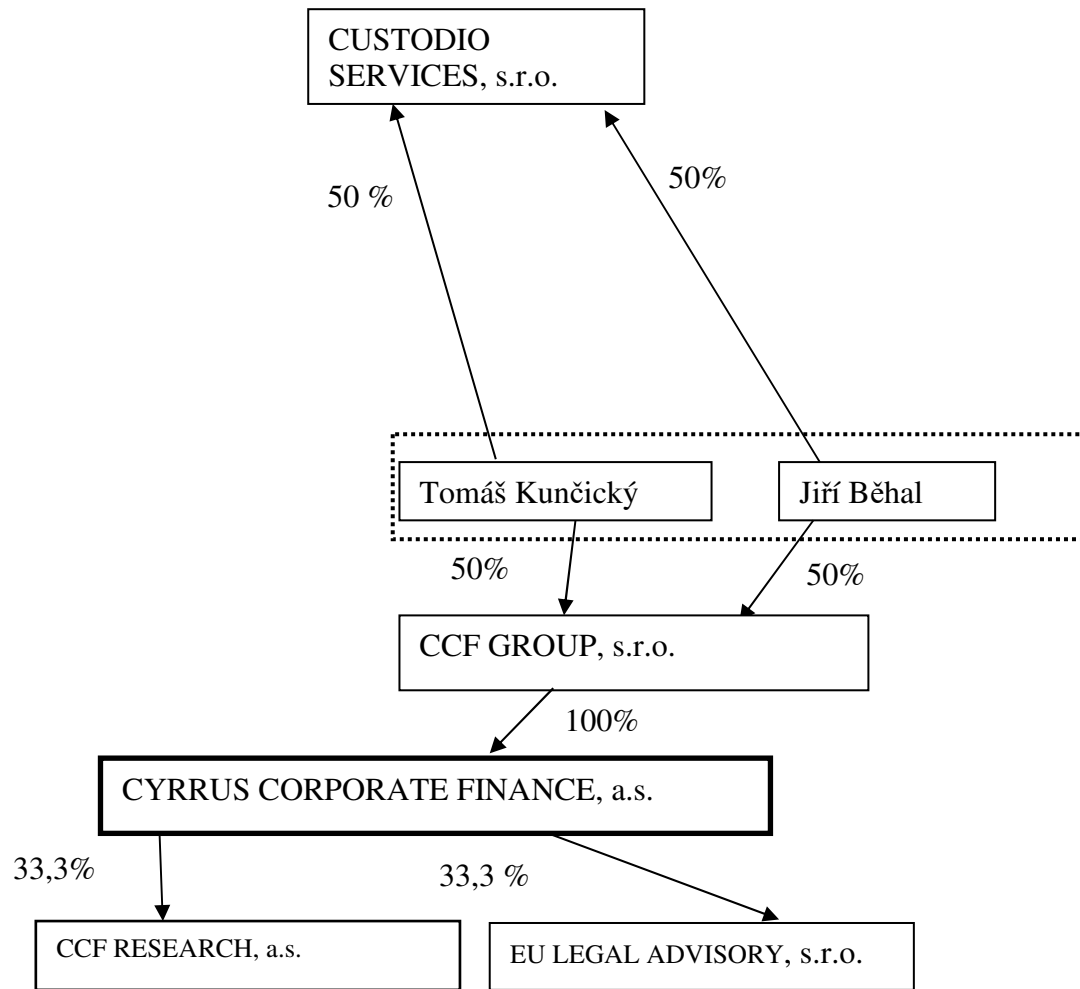 CUSTODIO
SERVICES, s.r.o.
50 %
50%
Tomáš Kunčický
Jiří Běhal
50%
50%
CCF GROUP, s.r.o.
100%
CYRRUS CORPORATE FINANCE, a.s.
33,3%
33,3 %
CCF RESEARCH, a.s.
EU LEGAL ADVISORY, s.r.o.